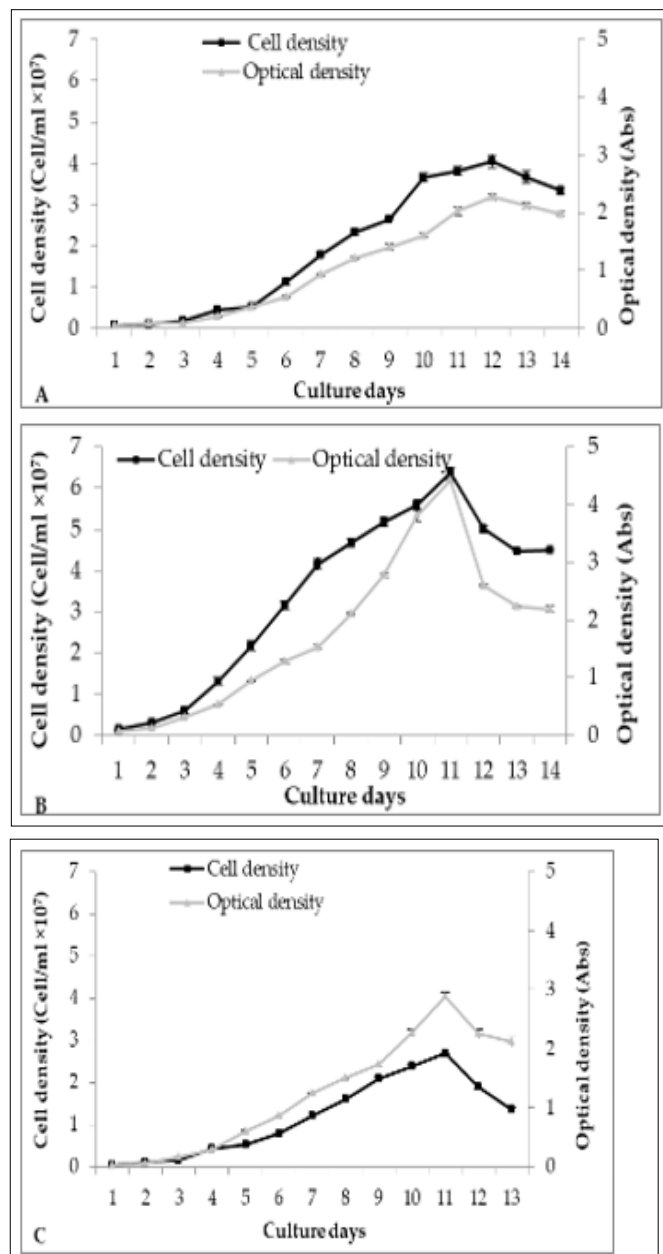 Cell density
Optical density
Cell density (Cell/ml ×10⁷)
7
6
5
4
3
2
1
0
5
4
3
2
1
0
Optical density (Abs)
1 2 3 4 5 6 7 8 9 10 11 12 13 14
Culture days
A
Cell density Optical density
Cell density (Cell/ml ×10⁷)
7
6
5
4
3
2
1
0
5
4
3
2
1
0
Optical density (Abs)
1 2 3 4 5 6 7 8 9 10 11 12 13 14
Culture days
B
Cell density
Optical density
Cell density (Cell/ml ×10⁷)
7
6
5
4
3
2
1
0
5
4
3
2
1
0
Optical density (Abs)
1 2 3 4 5 6 7 8 9 10 11 12 13
Culture days
C